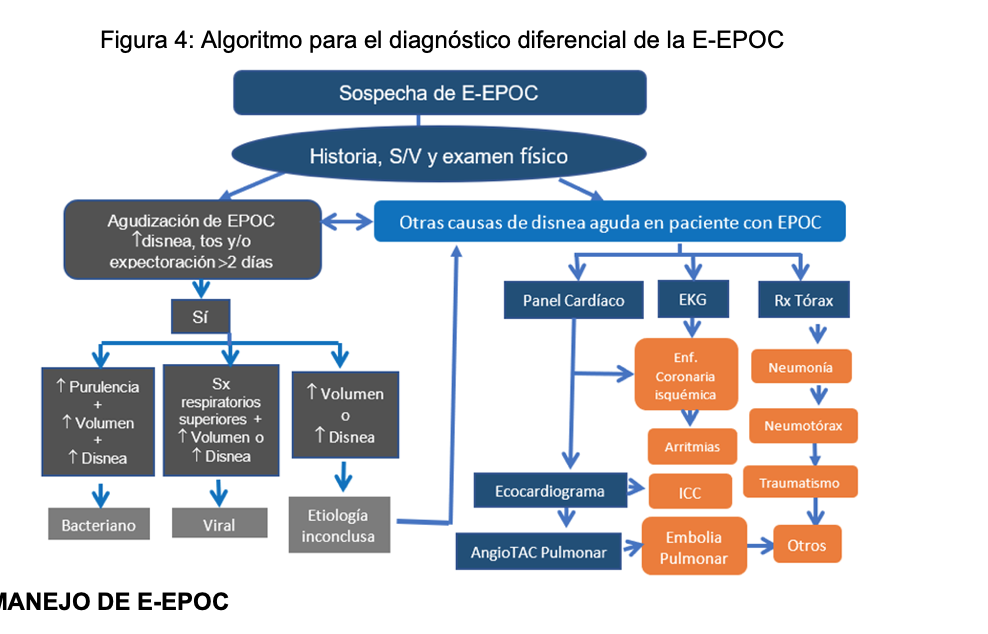 Figura 4: Algoritmo para el diagnóstico diferencial de la E-EPOC
Sospecha de E-EPOC
Historia, S/V y examen físico
Agudización de EPOC
↑disnea, tos y/o
expectoración >2 días
Otras causas de disnea aguda en paciente con EPOC
Sí
↑ Purulencia
+
↑ Volumen
+
↑ Disnea
Sx
respiratorios
superiores +
↑ Volumen o
↑ Disnea
↑ Volumen
o
↑ Disnea
Bacteriano
Viral
Etiología
inconclusa
Panel Cardíaco
EKG
Rx Tórax
Enf.
Coronaria
isquémica
Arritmias
Neumonía
Neumotórax
Traumatismo
Otros
Ecocardiograma
ICC
AngioTAC Pulmonar
Embolia
Pulmonar
MANEJO DE E-EPOC